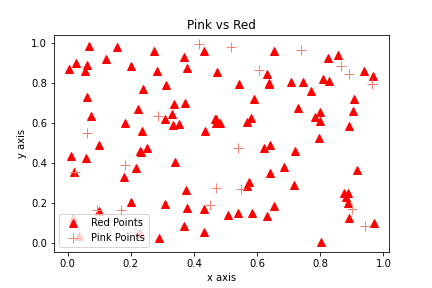 Pink vs Red
1.0
0.8
0.6
0.4
0.2
0.0
y axis
Red Points
Pink Points
0.0 0.2 0.4 0.6 0.8 1.0
x axis